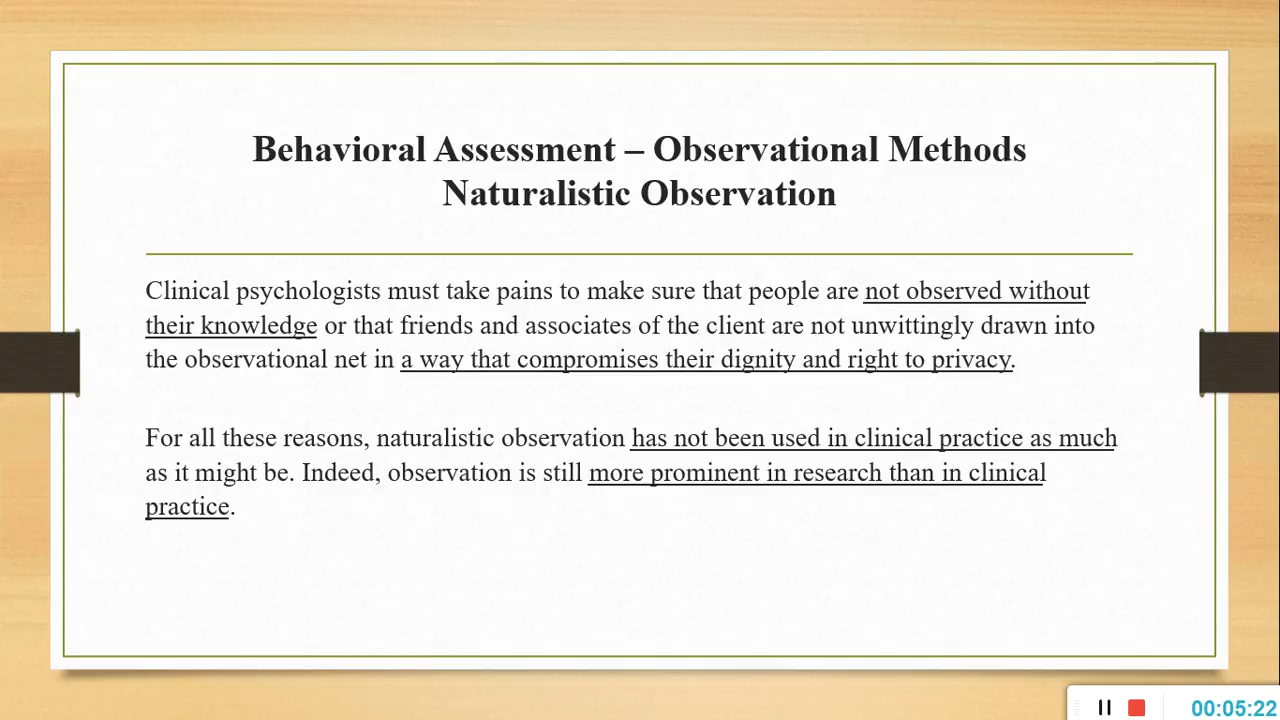 Behavioral Assessment – Observational Methods
Naturalistic Observation
Clinical psychologists must take pains to make sure that people are not observed without
their knowledge or that friends and associates of the client are not unwittingly drawn into
the observational net in a way that compromises their dignity and right to privacy.
For all these reasons, naturalistic observation has not been used in clinical practice as much
as it might be. Indeed, observation is still more prominent in research than in clinical
practice.
00:05:22